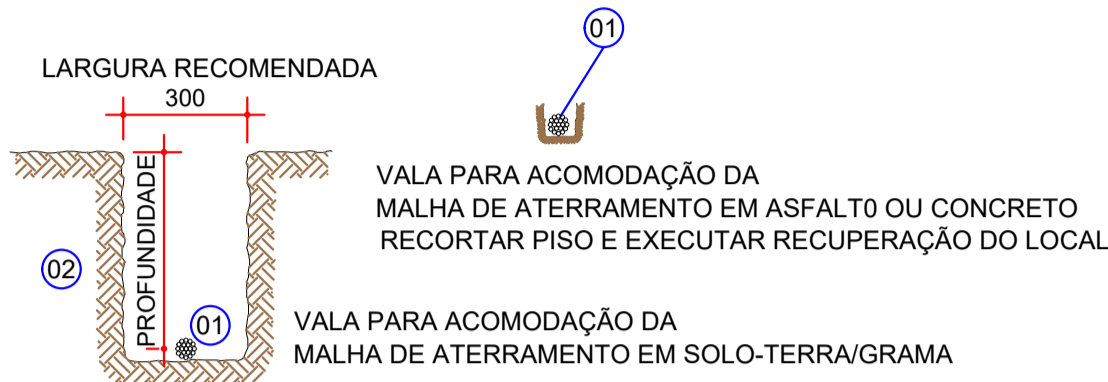 01
LARGURA RECOMENDADA
300
VALA PARA ACOMODAÇÃO DA
MALHA DE ATERRAMENTO EM ASFALT0 OU CONCRETO
RECORTAR PISO E EXECUTAR RECUPERAÇÃO DO LOCAL
PROFUNDIDADE
02
01
VALA PARA ACOMODAÇÃO DA
MALHA DE ATERRAMENTO EM SOLO-TERRA/GRAMA